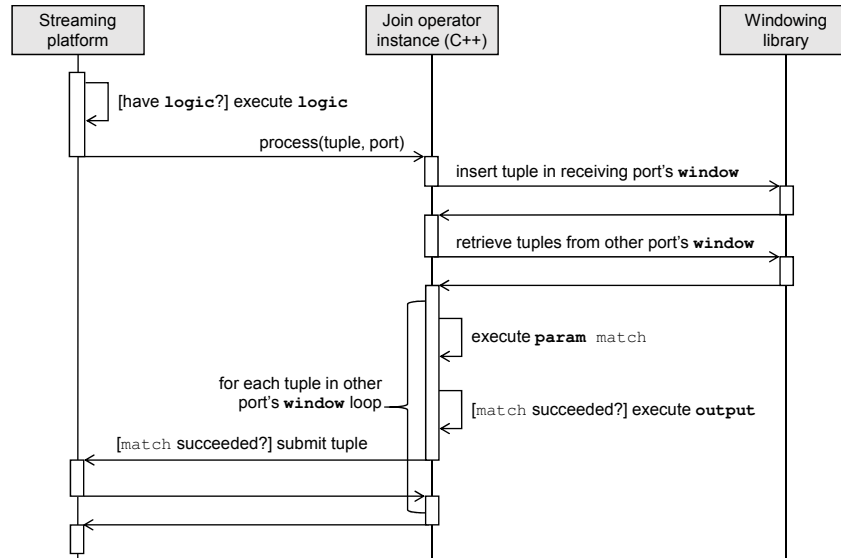 Streaming
platform
Join operator
instance (C++)
Windowing
library
[have logic?] execute logic
process(tuple, port)
insert tuple in receiving port's window
retrieve tuples from other port's window
execute param match
for each tuple in other
port's window loop
[match succeeded?] execute output
[match succeeded?] submit tuple